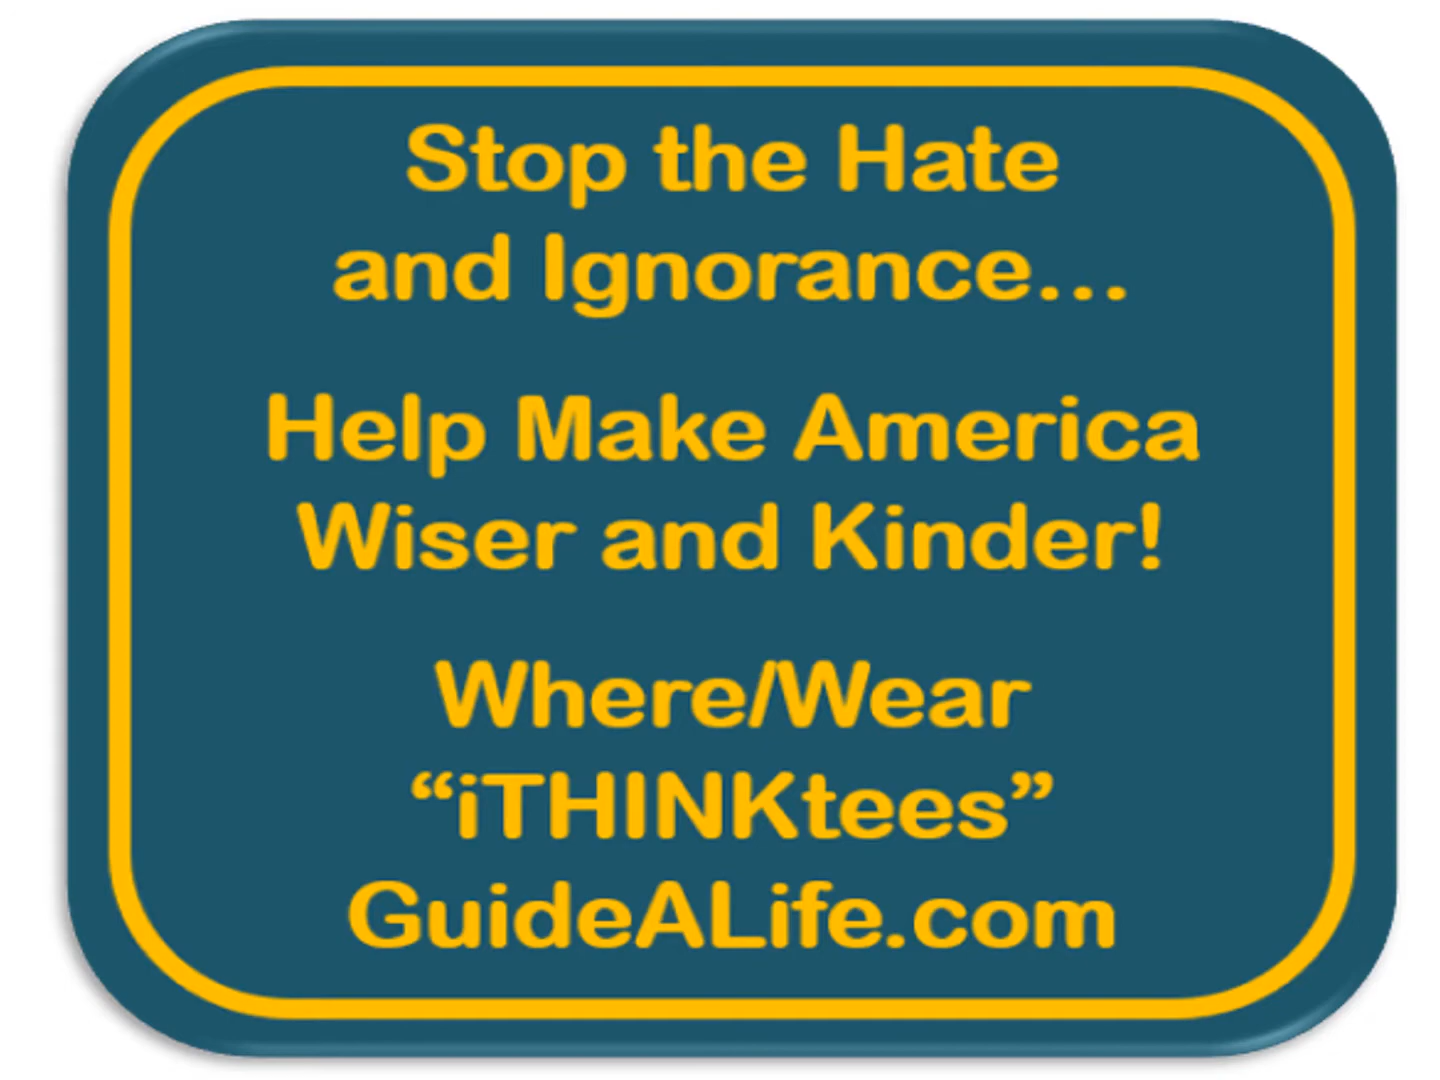 Stop the Hate
and Ignorance...
Help Make America
Wiser and Kinder!
Where/Wear
“iTHINKtees”
GuideALife.com